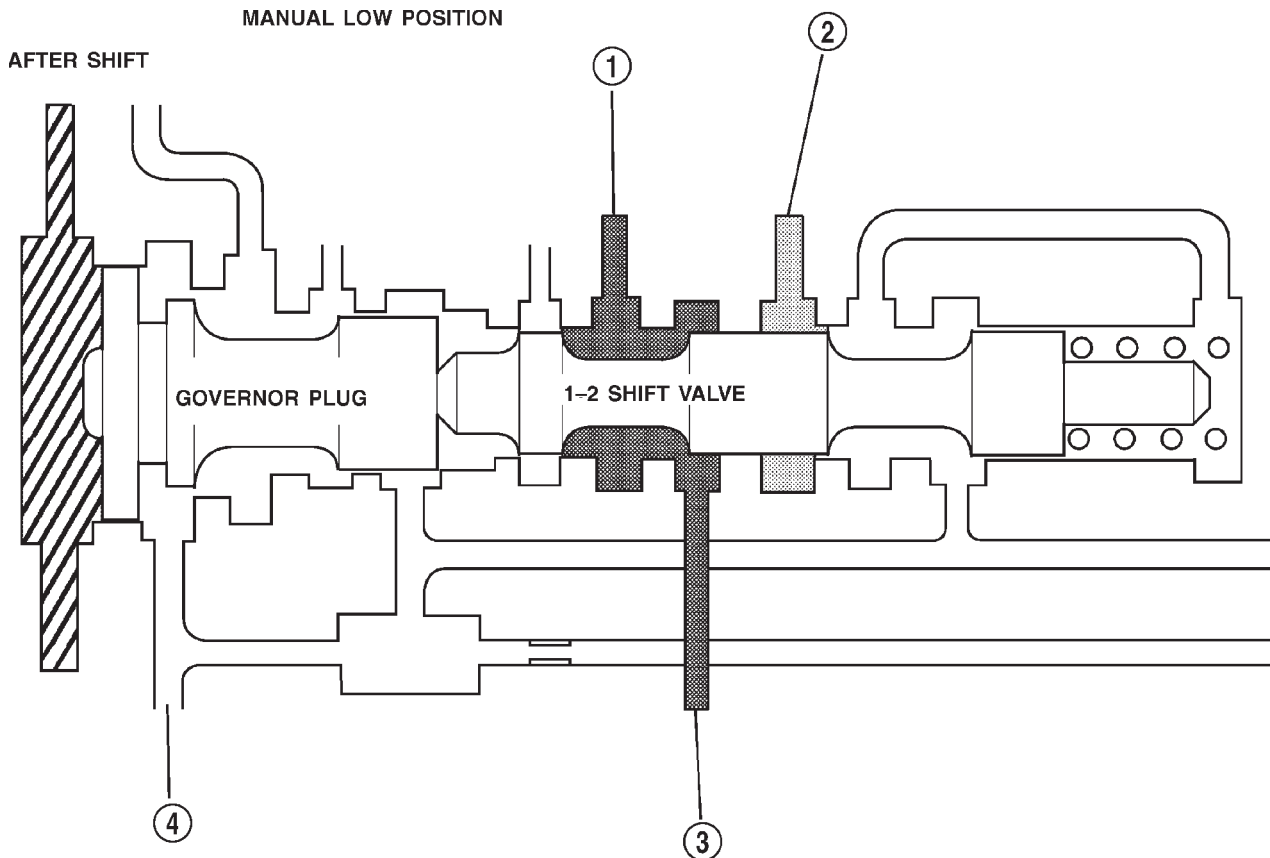 MANUAL LOW POSITION
AFTER SHIFT
1
2
GOVERNOR PLUG
1–2 SHIFT VALVE
4
3